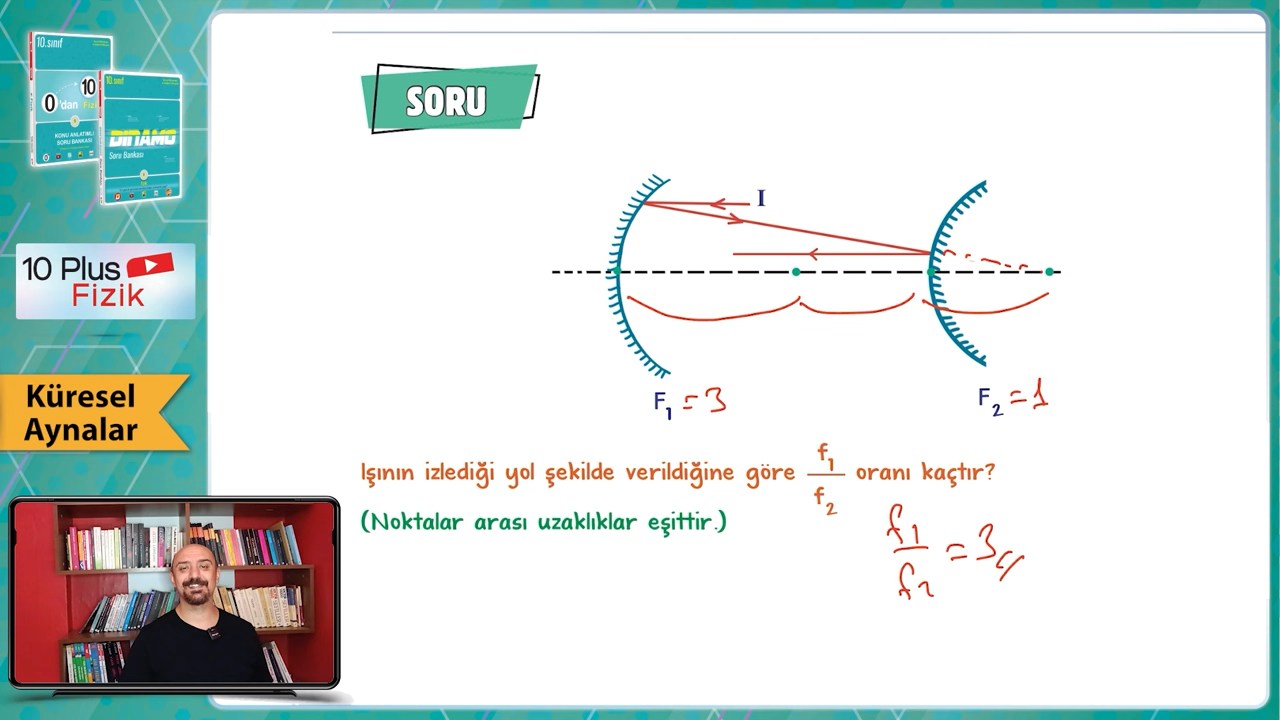 10.sınıf
0'dan 10
Fizik
KONU ANLATIMLI
SORU BANKASI
10.sınıf
DINAMO
Soru Bankası
10 Plus
Fizik
Küresel
Aynalar
SORU
I
F₁ = 3
F₂ = 1
Işının izlediği yol şekilde verildiğine göre f₁/f₂ oranı kaçtır?
(Noktalar arası uzaklıklar eşittir.)
f₁/f₂ = 3